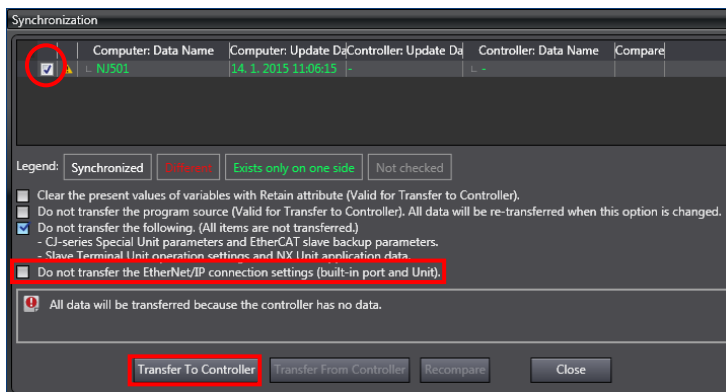 Synchronization
Computer: Data Name Computer: Update Da Controller: Update Da Controller: Data Name Compare
NJ501 14. 1. 2015 11:06:15 - -
Legend: Synchronized Different Exists only on one side Not checked
Clear the present values of variables with Retain attribute (Valid for Transfer to Controller).
Do not transfer the program source (Valid for Transfer to Controller). All data will be re-transferred when this option is changed.
Do not transfer the following. (All items are not transferred.)
- CJ-series Special Unit parameters and EtherCAT slave backup parameters.
- Slave Terminal Unit operation settings and NX Unit application data.
Do not transfer the EtherNet/IP connection settings (built-in port and Unit).
All data will be transferred because the controller has no data.
Transfer To Controller Transfer From Controller Recompare Close